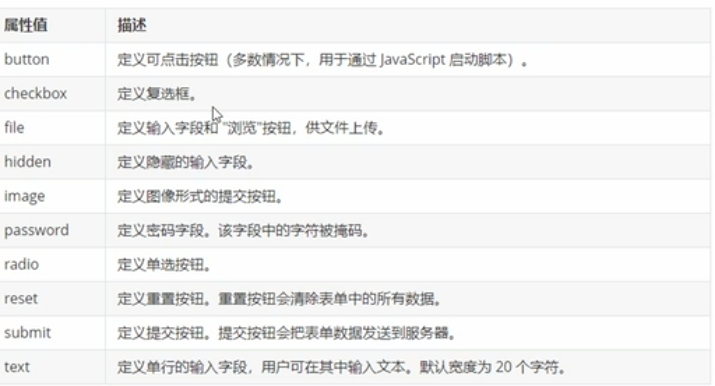 属性值 描述
button 定义可点击按钮（多数情况下，用于通过 JavaScript 启动脚本）。
checkbox 定义复选框。
file 定义输入字段和 "浏览"按钮，供文件上传。
hidden 定义隐藏的输入字段。
image 定义图像形式的提交按钮。
password 定义密码字段。该字段中的字符被掩码。
radio 定义单选按钮。
reset 定义重置按钮。重置按钮会清除表单中的所有数据。
submit 定义提交按钮。提交按钮会把表单数据发送到服务器。
text 定义单行的输入字段，用户可在其中输入文本。默认宽度为 20 个字符。